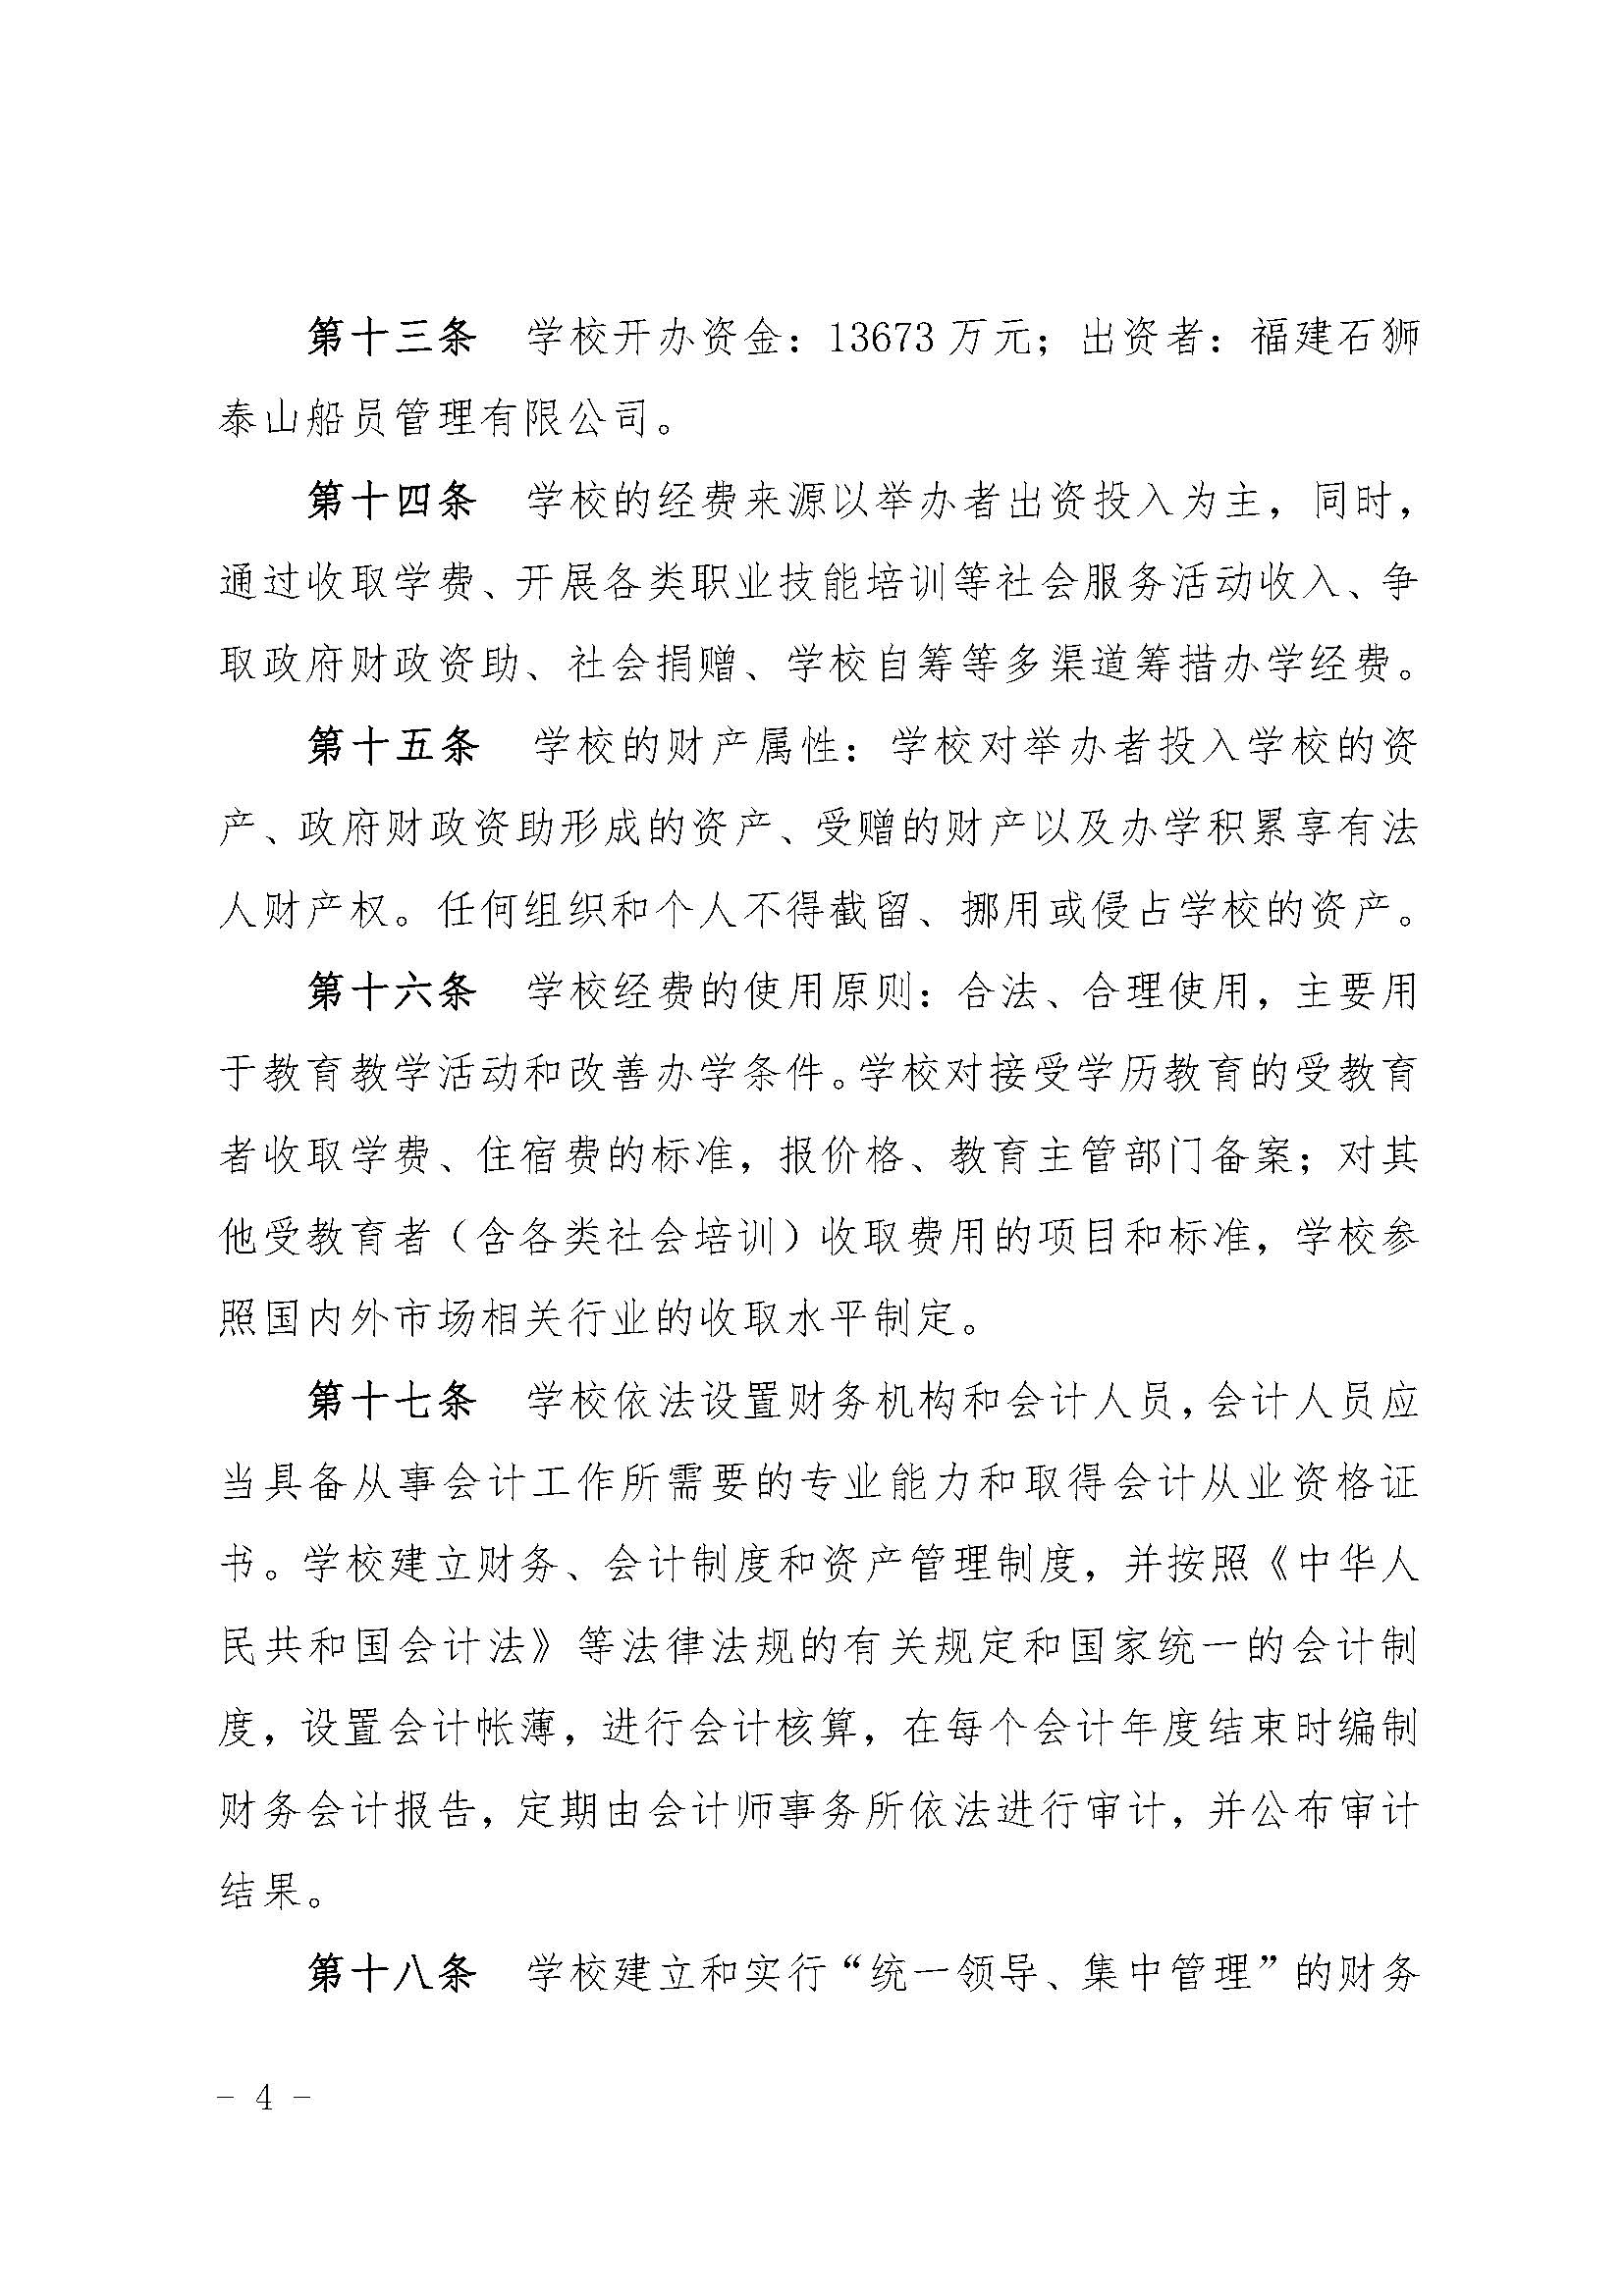 第十三条　学校开办资金：13673 万元；出资者：福建石狮
泰山船员管理有限公司。
第十四条　学校的经费来源以举办者出资投入为主，同时，
通过收取学费、开展各类职业技能培训等社会服务活动收入、争
取政府财政资助、社会捐赠、学校自筹等多渠道筹措办学经费。
第十五条　学校的财产属性：学校对举办者投入学校的资
产、政府财政资助形成的资产、受赠的财产以及办学积累享有法
人财产权。任何组织和个人不得截留、挪用或侵占学校的资产。
第十六条　学校经费的使用原则：合法、合理使用，主要用
于教育教学活动和改善办学条件。学校对接受学历教育的受教育
者收取学费、住宿费的标准，报价格、教育主管部门备案；对其
他受教育者（含各类社会培训）收取费用的项目和标准，学校参
照国内外市场相关行业的收取水平制定。
第十七条　学校依法设置财务机构和会计人员，会计人员应
当具备从事会计工作所需要的专业能力和取得会计从业资格证
书。学校建立财务、会计制度和资产管理制度，并按照《中华人
民共和国会计法》等法律法规的有关规定和国家统一的会计制
度，设置会计帐薄，进行会计核算，在每个会计年度结束时编制
财务会计报告，定期由会计师事务所依法进行审计，并公布审计
结果。
第十八条　学校建立和实行“统一领导、集中管理”的财务
- 4 -